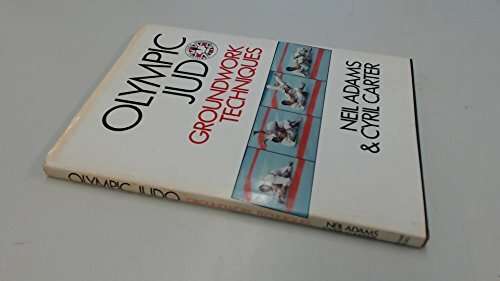 OLYMPIC
JUDO
GROUNDWORK
TECHNIQUES
NEIL ADAMS
& CYRIL CARTER
OLYMPIC JUDO
NEIL ADAMS